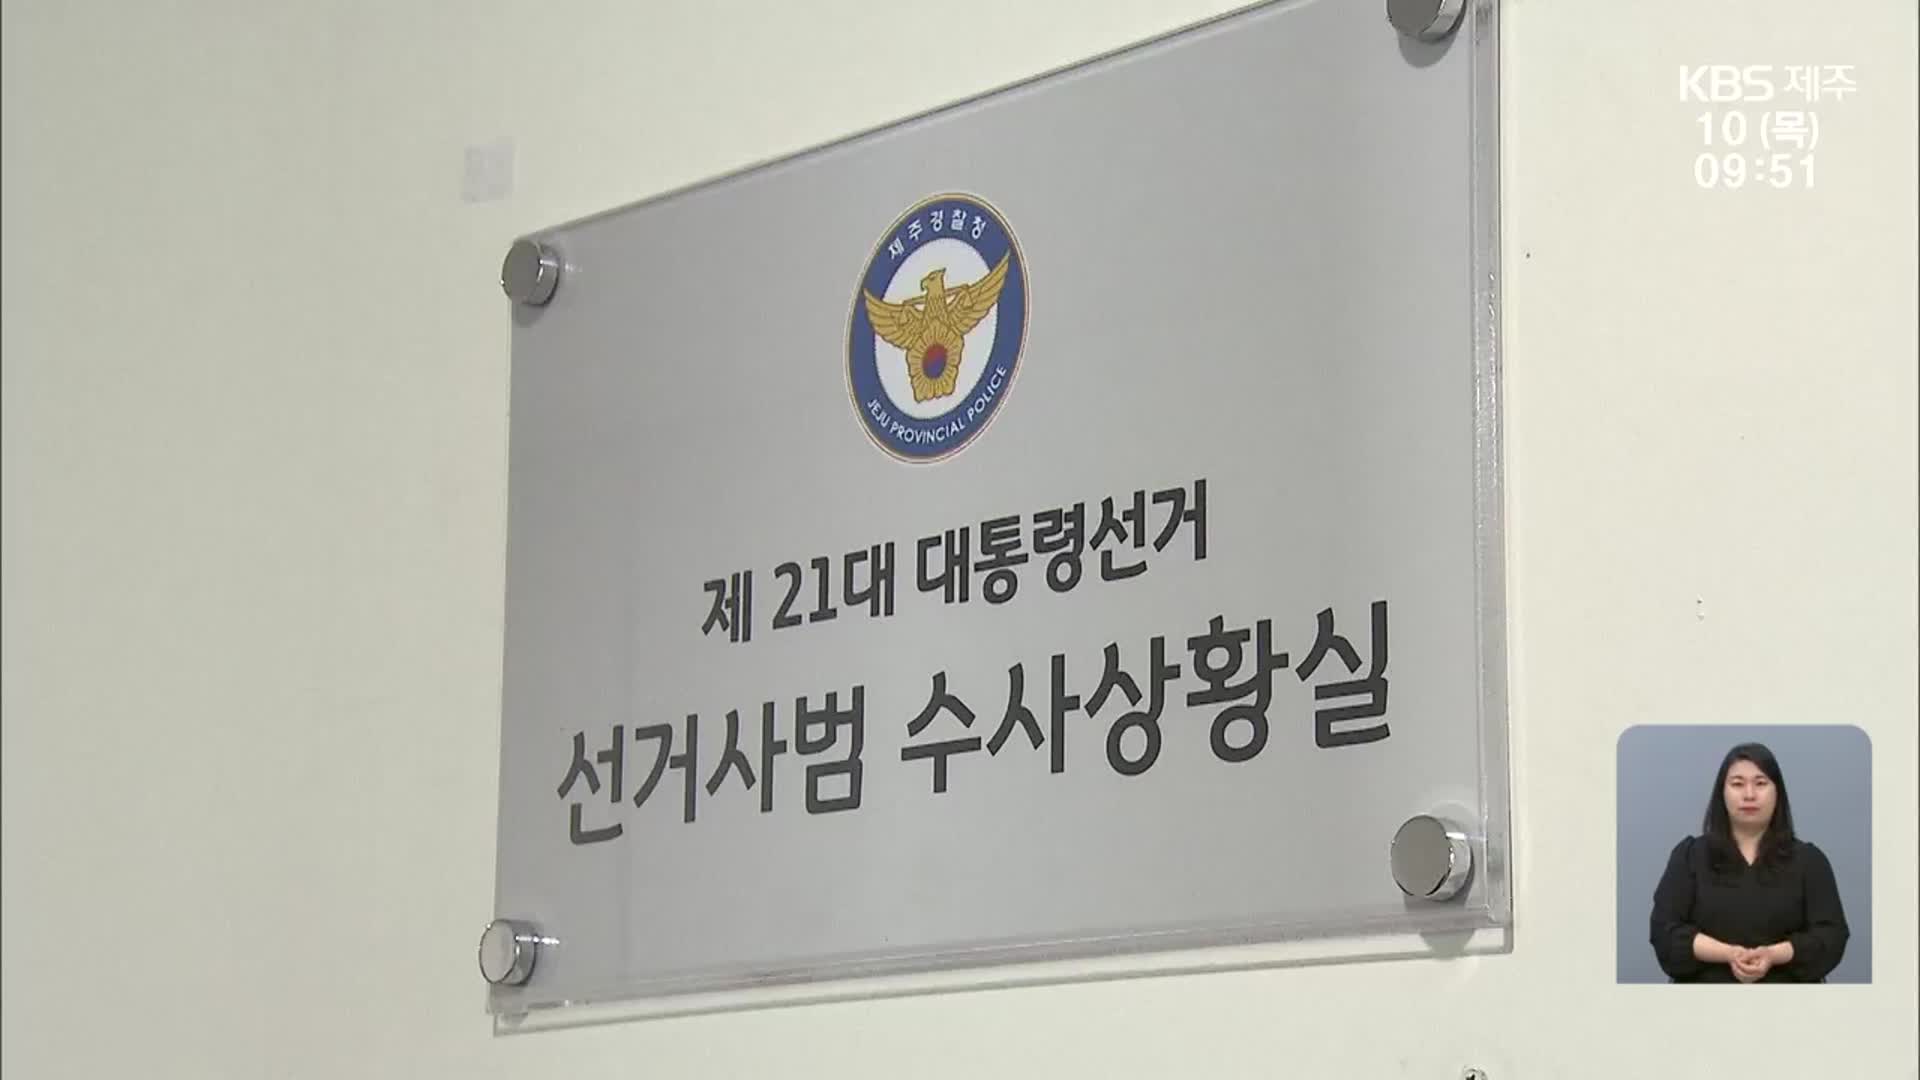 KBS 제주
10 (목)
09:51
제주경찰청
JEJU PROVINCIAL POLICE
제 21대 대통령선거
선거사범 수사상황실